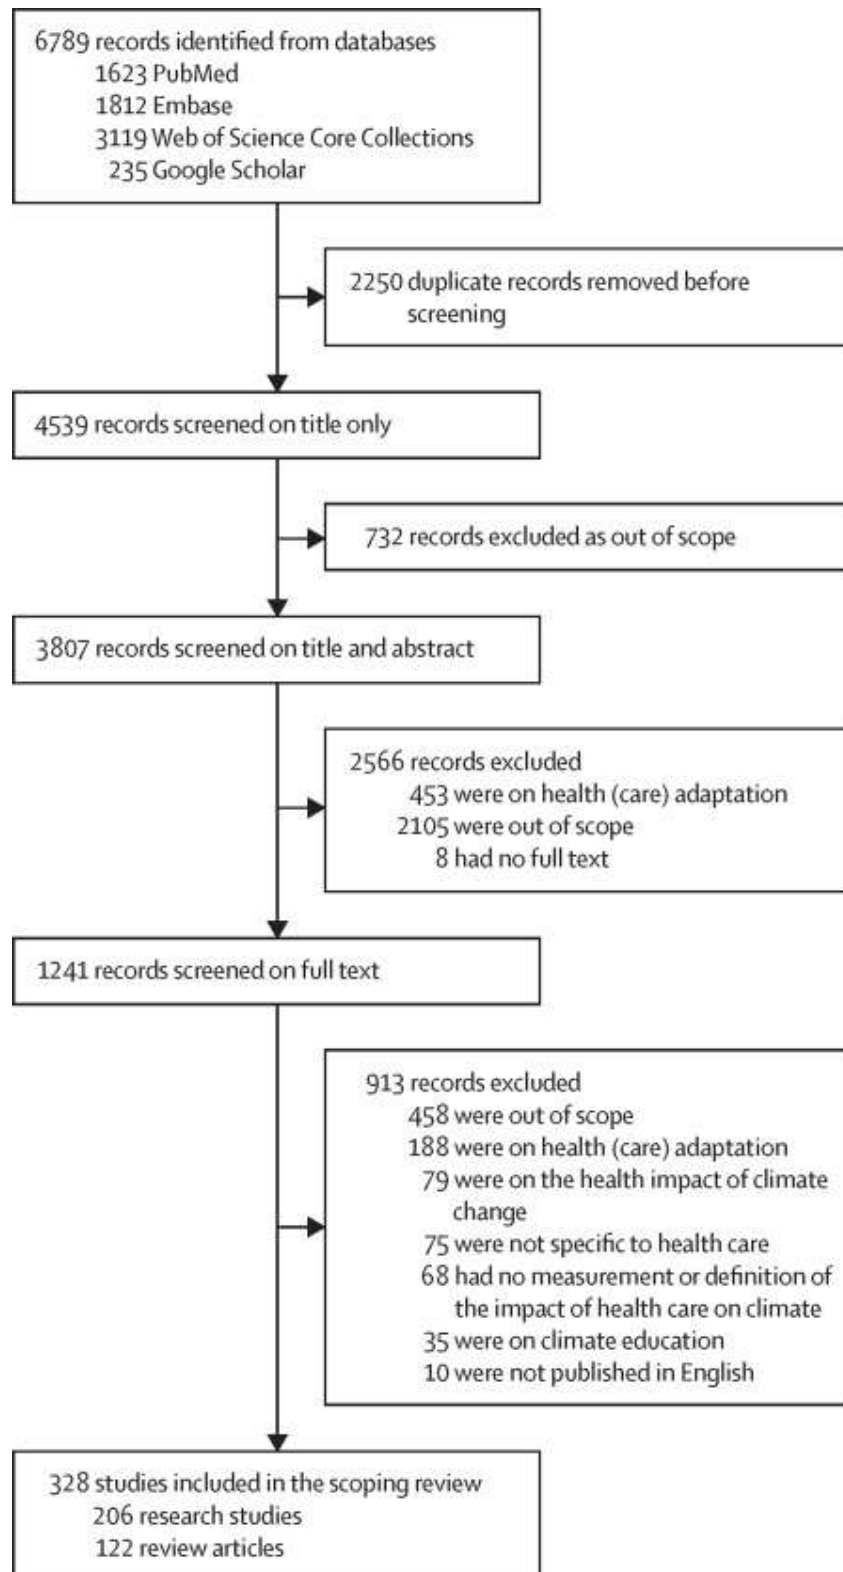 6789 records identified from databases
1623 PubMed
1812 Embase
3119 Web of Science Core Collections
235 Google Scholar
2250 duplicate records removed before
screening
4539 records screened on title only
732 records excluded as out of scope
3807 records screened on title and abstract
2566 records excluded
453 were on health (care) adaptation
2105 were out of scope
8 had no full text
1241 records screened on full text
913 records excluded
458 were out of scope
188 were on health (care) adaptation
79 were on the health impact of climate
change
75 were not specific to health care
68 had no measurement or definition of
the impact of health care on climate
35 were on climate education
10 were not published in English
328 studies included in the scoping review
206 research studies
122 review articles